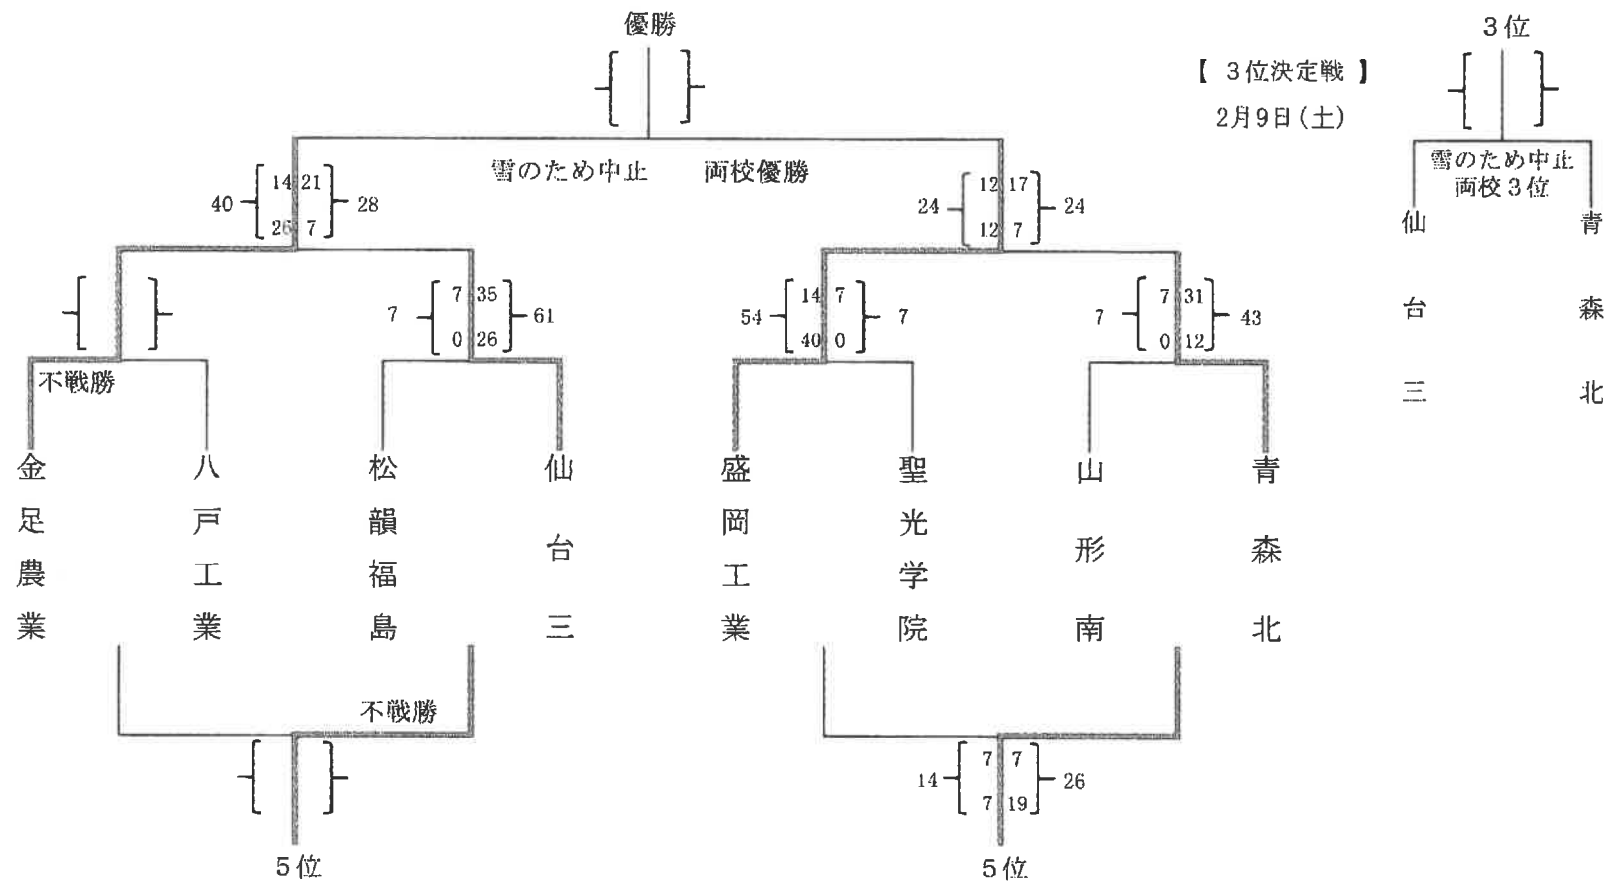 優勝
3位
【 3位決定戦 】
2月9日(土)
雪のため中止 両校優勝
雪のため中止
両校3位
仙台三
青森北
40 14 21 28
26 7
24 12 17 24
12 7
7 7 35 61
0 26
54 14 7 7
40 0
7 7 31 43
0 12
不戦勝
金足農業
八戸工業
松韻福島
仙台三
盛岡工業
聖光学院
山形南
青森北
不戦勝
14 7 7 26
7 19
5位
5位